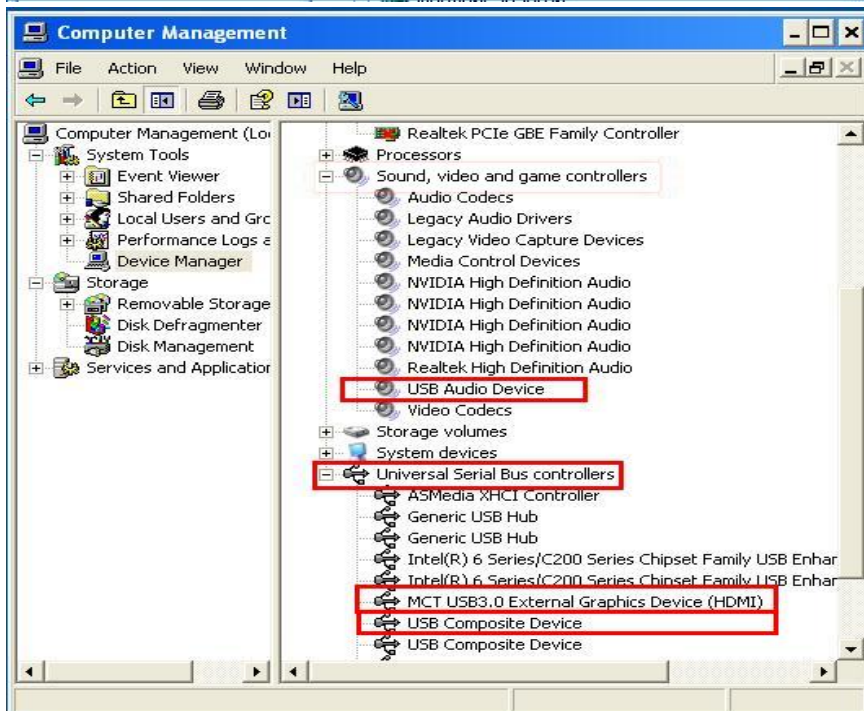 Computer Management
File Action View Window Help
Computer Management (Lo
System Tools
Event Viewer
Shared Folders
Local Users and Grc
Performance Logs a
Device Manager
Storage
Removable Storage
Disk Defragmenter
Disk Management
Services and Application
Realtek PCIe GBE Family Controller
Processors
Sound, video and game controllers
Audio Codecs
Legacy Audio Drivers
Legacy Video Capture Devices
Media Control Devices
NVIDIA High Definition Audio
NVIDIA High Definition Audio
NVIDIA High Definition Audio
Realtek High Definition Audio
USB Audio Device
Video Codecs
Storage volumes
System devices
Universal Serial Bus controllers
ASMedia XHCI Controller
Generic USB Hub
Generic USB Hub
Intel(R) 6 Series/C200 Series Chipset Family USB Enhar
Intel(R) 6 Series/C200 Series Chipset Family USB Enhar
MCT USB3.0 External Graphics Device (HDMI)
USB Composite Device
USB Composite Device